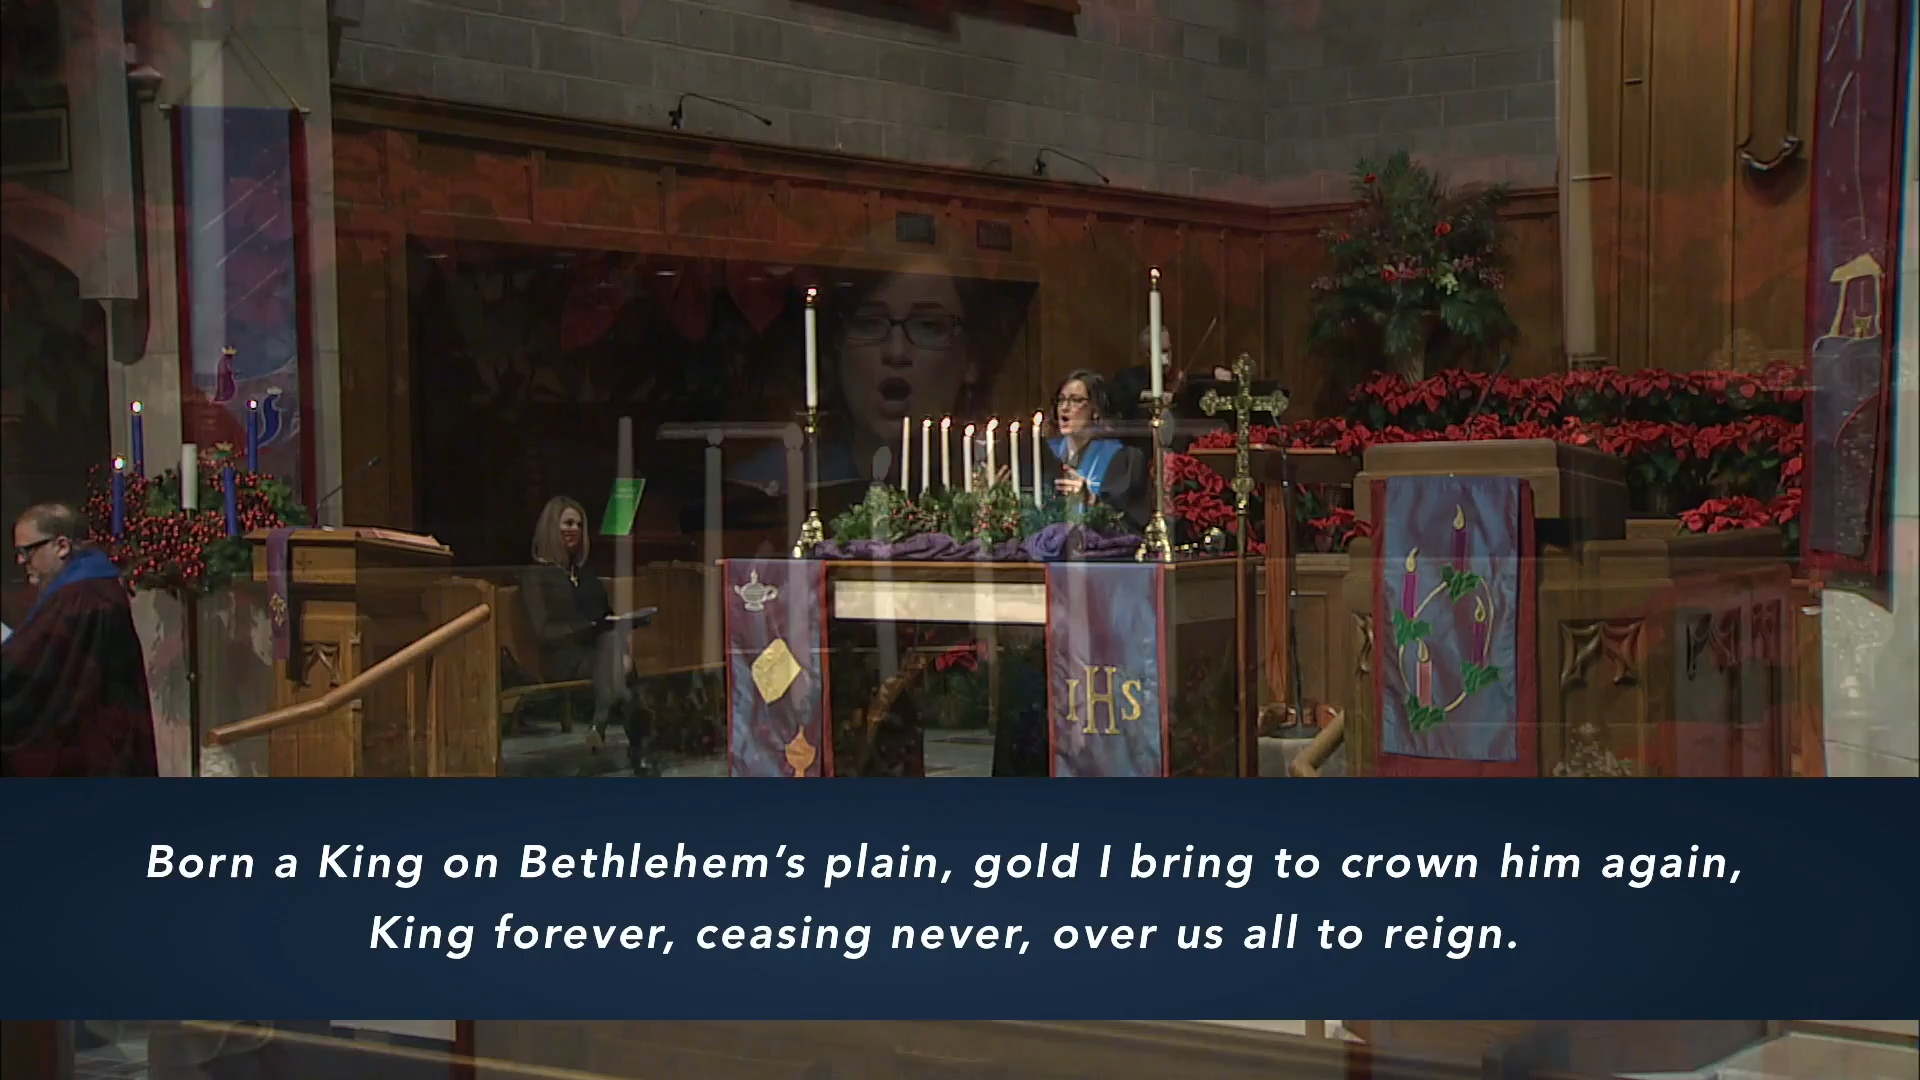 Born a King on Bethlehem’s plain, gold I bring to crown him again,
King forever, ceasing never, over us all to reign.
IHS